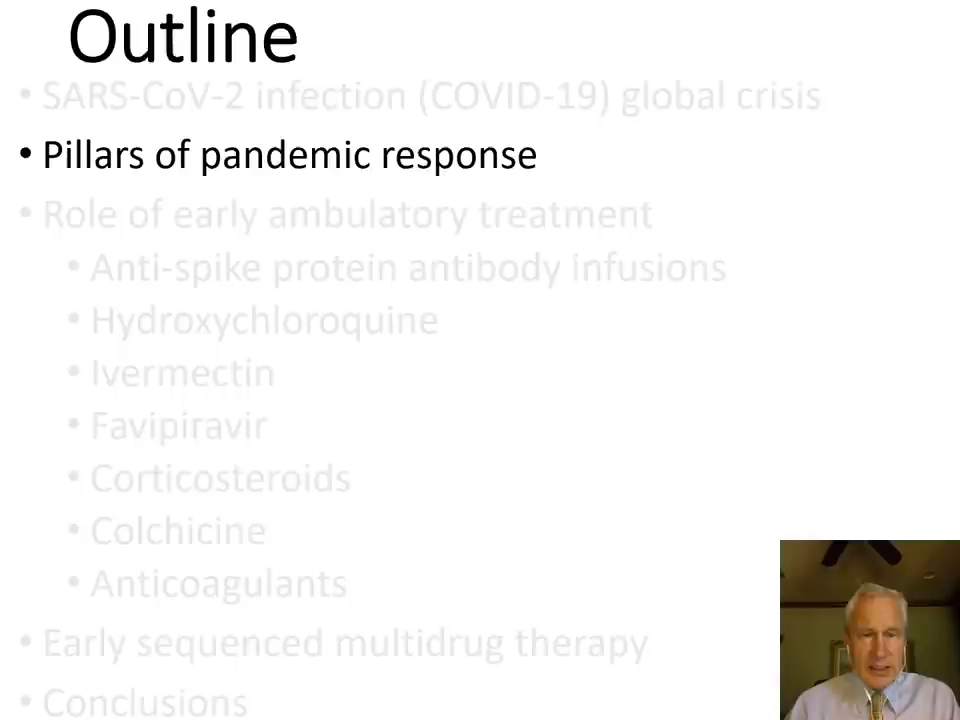 Outline
• SARS-CoV-2 infection (COVID-19) global crisis
• Pillars of pandemic response
• Role of early ambulatory treatment
• Anti-spike protein antibody infusions
• Hydroxychloroquine
• Ivermectin
• Favipiravir
• Corticosteroids
• Colchicine
• Anticoagulants
• Early sequenced multidrug therapy
• Conclusions